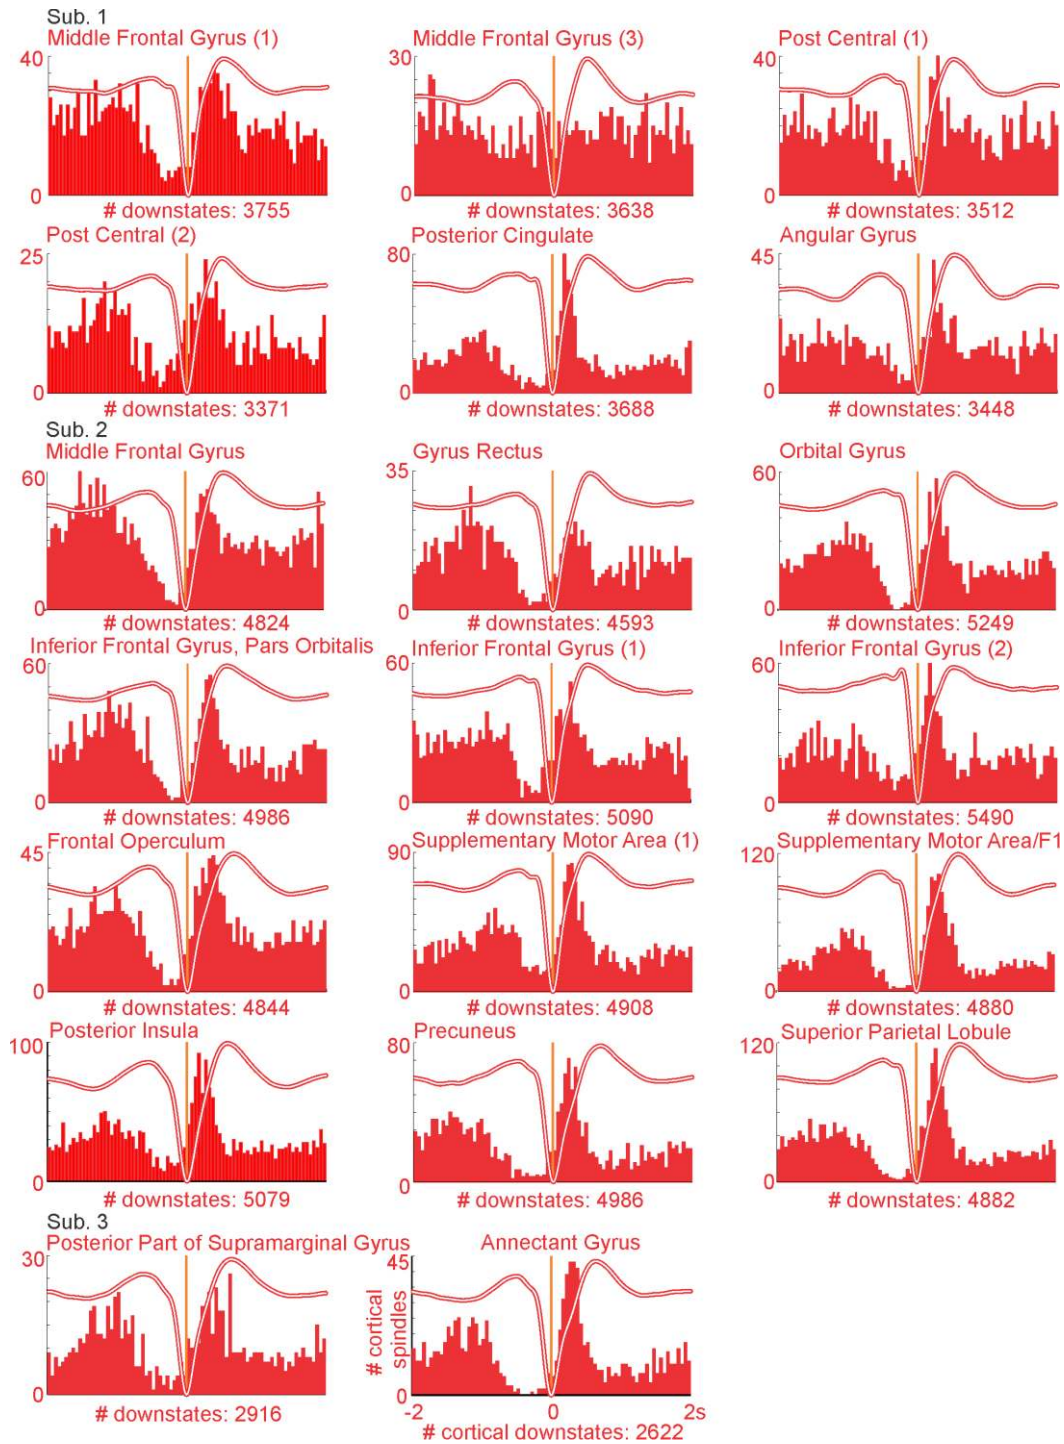 Sub. 1
Middle Frontal Gyrus (1)
40
0
# downstates: 3755
Middle Frontal Gyrus (3)
30
0
# downstates: 3638
Post Central (1)
40
0
# downstates: 3512
Post Central (2)
25
0
# downstates: 3371
Posterior Cingulate
80
0
# downstates: 3688
Angular Gyrus
45
0
# downstates: 3448
Sub. 2
Middle Frontal Gyrus
60
0
# downstates: 4824
Gyrus Rectus
35
0
# downstates: 4593
Orbital Gyrus
60
0
# downstates: 5249
Inferior Frontal Gyrus, Pars Orbitalis
60
0
# downstates: 4986
Inferior Frontal Gyrus (1)
60
0
# downstates: 5090
Inferior Frontal Gyrus (2)
60
0
# downstates: 5490
Frontal Operculum
45
0
# downstates: 4844
Supplementary Motor Area (1)
90
0
# downstates: 4908
Supplementary Motor Area/F1
120
0
# downstates: 4880
Posterior Insula
100
0
# downstates: 5079
Precuneus
80
0
# downstates: 4986
Superior Parietal Lobule
120
0
# downstates: 4882
Sub. 3
Posterior Part of Supramarginal Gyrus
30
0
# downstates: 2916
Annectant Gyrus
45
# cortical
spindles
0
-2 0 2s
# cortical downstates: 2622